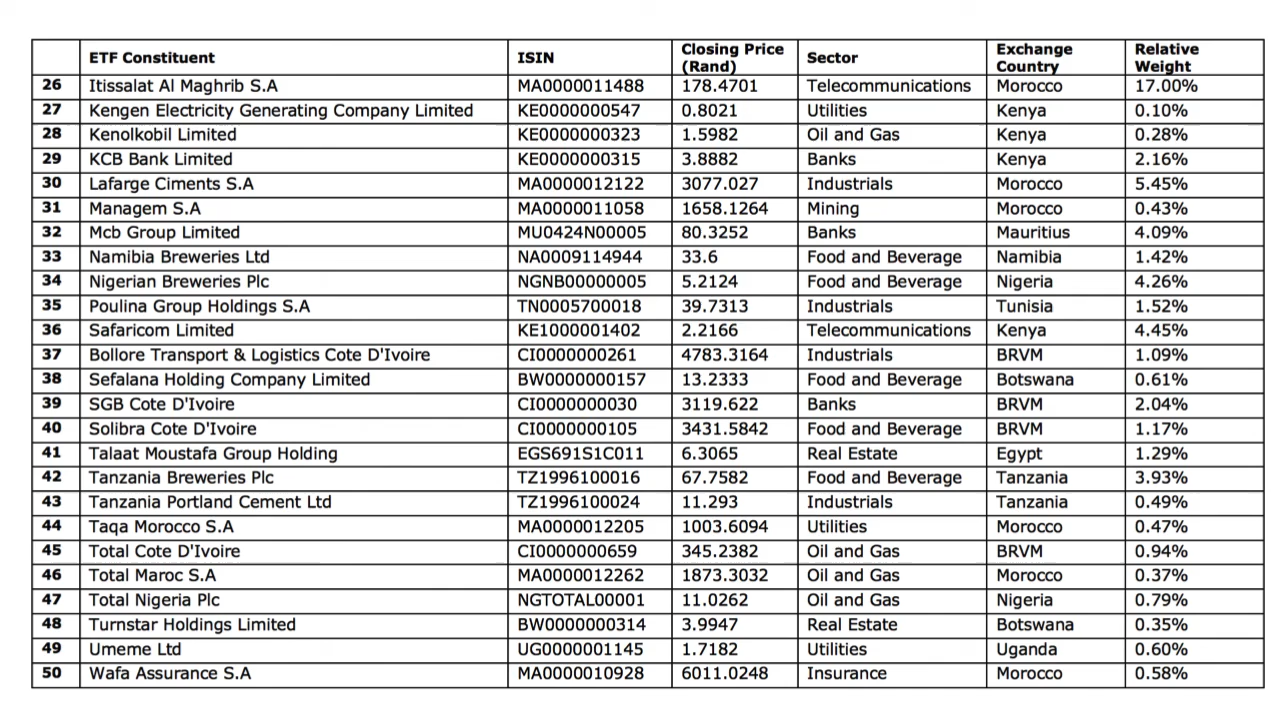 ETF Constituent ISIN Closing Price (Rand) Sector Exchange Country Relative Weight
26 Itissalat Al Maghrib S.A MA0000011488 178.4701 Telecommunications Morocco 17.00%
27 Kengen Electricity Generating Company Limited KE0000000547 0.8021 Utilities Kenya 0.10%
28 Kenolkobil Limited KE0000000323 1.5982 Oil and Gas Kenya 0.28%
29 KCB Bank Limited KE0000000315 3.8882 Banks Kenya 2.16%
30 Lafarge Ciments S.A MA0000012122 3077.027 Industrials Morocco 5.45%
31 Managem S.A MA0000011058 1658.1264 Mining Morocco 0.43%
32 Mcb Group Limited MU0424N00005 80.3252 Banks Mauritius 4.09%
33 Namibia Breweries Ltd NA0009114944 33.6 Food and Beverage Namibia 1.42%
34 Nigerian Breweries Plc NGNB00000005 5.2124 Food and Beverage Nigeria 4.26%
35 Poulina Group Holdings S.A TN0005700018 39.7313 Industrials Tunisia 1.52%
36 Safaricom Limited KE1000001402 2.2166 Telecommunications Kenya 4.45%
37 Bollore Transport & Logistics Cote D'Ivoire CI0000000261 4783.3164 Industrials BRVM 1.09%
38 Sefalana Holding Company Limited BW0000000157 13.2333 Food and Beverage Botswana 0.61%
39 SGB Cote D'Ivoire CI0000000030 3119.622 Banks BRVM 2.04%
40 Solibra Cote D'Ivoire CI0000000105 3431.5842 Food and Beverage BRVM 1.17%
41 Talaat Moustafa Group Holding EGS691S1C011 6.3065 Real Estate Egypt 1.29%
42 Tanzania Breweries Plc TZ1996100016 67.7582 Food and Beverage Tanzania 3.93%
43 Tanzania Portland Cement Ltd TZ1996100024 11.293 Industrials Tanzania 0.49%
44 Taqa Morocco S.A MA0000012205 1003.6094 Utilities Morocco 0.47%
45 Total Cote D'Ivoire CI0000000659 345.2382 Oil and Gas BRVM 0.94%
46 Total Maroc S.A MA0000012262 1873.3032 Oil and Gas Morocco 0.37%
47 Total Nigeria Plc NGTOTAL00001 11.0262 Oil and Gas Nigeria 0.79%
48 Turnstar Holdings Limited BW0000000314 3.9947 Real Estate Botswana 0.35%
49 Umeme Ltd UG0000001145 1.7182 Utilities Uganda 0.60%
50 Wafa Assurance S.A MA0000010928 6011.0248 Insurance Morocco 0.58%